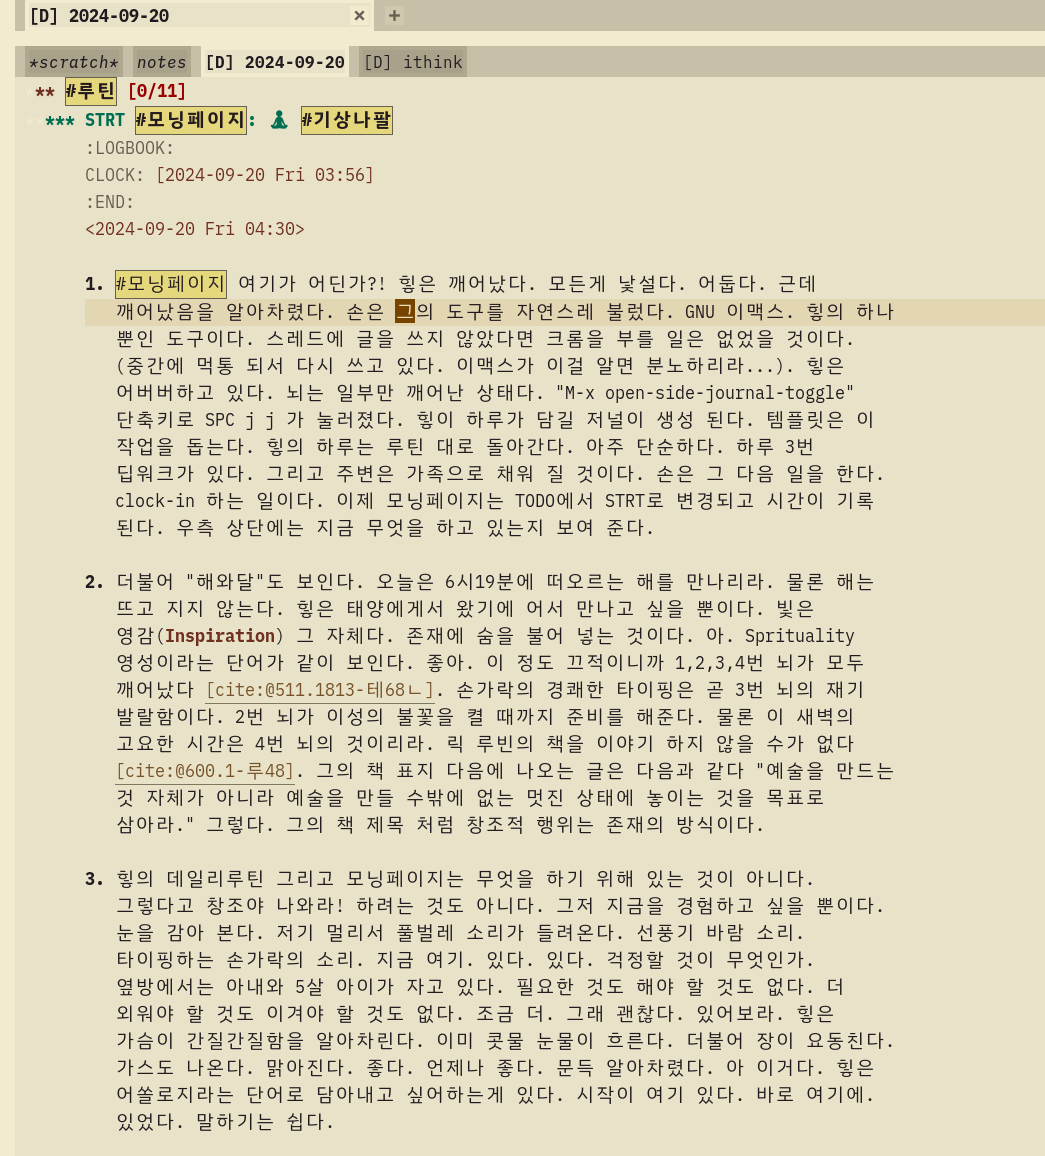 [D] 2024-09-20 × +
*scratch* notes [D] 2024-09-20 [D] ithink
** #루틴 [0/11]
*** STRT #모닝페이지: #기상나팔
:LOGBOOK:
CLOCK: [2024-09-20 Fri 03:56]
:END:
<2024-09-20 Fri 04:30>
1. #모닝페이지 여기가 어딘가?! 힣은 깨어났다. 모든게 낯설다. 어둡다. 근데
깨어났음을 알아차렸다. 손은 그의 도구를 자연스레 불렀다. GNU 이맥스. 힣의 하나
뿐인 도구이다. 스레드에 글을 쓰지 않았다면 크롬을 부를 일은 없었을 것이다.
(중간에 먹통 되서 다시 쓰고 있다. 이맥스가 이걸 알면 분노하리라...). 힣은
어버버하고 있다. 뇌는 일부만 깨어난 상태다. "M-x open-side-journal-toggle"
단축키로 SPC j j 가 눌러졌다. 힣이 하루가 담길 저널이 생성 된다. 템플릿은 이
작업을 돕는다. 힣의 하루는 루틴 대로 돌아간다. 아주 단순하다. 하루 3번
딥워크가 있다. 그리고 주변은 가족으로 채워 질 것이다. 손은 그 다음 일을 한다.
clock-in 하는 일이다. 이제 모닝페이지는 TODO에서 STRT로 변경되고 시간이 기록
된다. 우측 상단에는 지금 무엇을 하고 있는지 보여 준다.
2. 더불어 "해와달"도 보인다. 오늘은 6시19분에 떠오르는 해를 만나리라. 물론 해는
뜨고 지지 않는다. 힣은 태양에게서 왔기에 어서 만나고 싶을 뿐이다. 빛은
영감(Inspiration) 그 자체다. 존재에 숨을 불어 넣는 것이다. 아. Sprituality
영성이라는 단어가 같이 보인다. 좋아. 이 정도 끄적이니까 1,2,3,4번 뇌가 모두
깨어났다 [cite:@511.1813-테68ㄴ]. 손가락의 경쾌한 타이핑은 곧 3번 뇌의 재기
발랄함이다. 2번 뇌가 이성의 불꽃을 켤 때까지 준비를 해준다. 물론 이 새벽의
고요한 시간은 4번 뇌의 것이리라. 릭 루빈의 책을 이야기 하지 않을 수가 없다
[cite:@600.1-루48]. 그의 책 표지 다음에 나오는 글은 다음과 같다 "예술을 만드는
것 자체가 아니라 예술을 만들 수밖에 없는 멋진 상태에 놓이는 것을 목표로
삼아라." 그렇다. 그의 책 제목 처럼 창조적 행위는 존재의 방식이다.
3. 힣의 데일리루틴 그리고 모닝페이지는 무엇을 하기 위해 있는 것이 아니다.
그렇다고 창조야 나와라! 하려는 것도 아니다. 그저 지금을 경험하고 싶을 뿐이다.
눈을 감아 본다. 저기 멀리서 풀벌레 소리가 들려온다. 선풍기 바람 소리.
타이핑하는 손가락의 소리. 지금 여기. 있다. 있다. 걱정할 것이 무엇인가.
옆방에서는 아내와 5살 아이가 자고 있다. 필요한 것도 해야 할 것도 없다. 더
외워야 할 것도 이겨야 할 것도 없다. 조금 더. 그래 괜찮다. 있어보라. 힣은
가슴이 간질간질함을 알아차린다. 이미 콧물 눈물이 흐른다. 더불어 장이 요동친다.
가스도 나온다. 맑아진다. 좋다. 언제나 좋다. 문득 알아차렸다. 아 이거다. 힣은
어쏠로지라는 단어로 담아내고 싶어하는게 있다. 시작이 여기 있다. 바로 여기에.
있었다. 말하기는 쉽다.